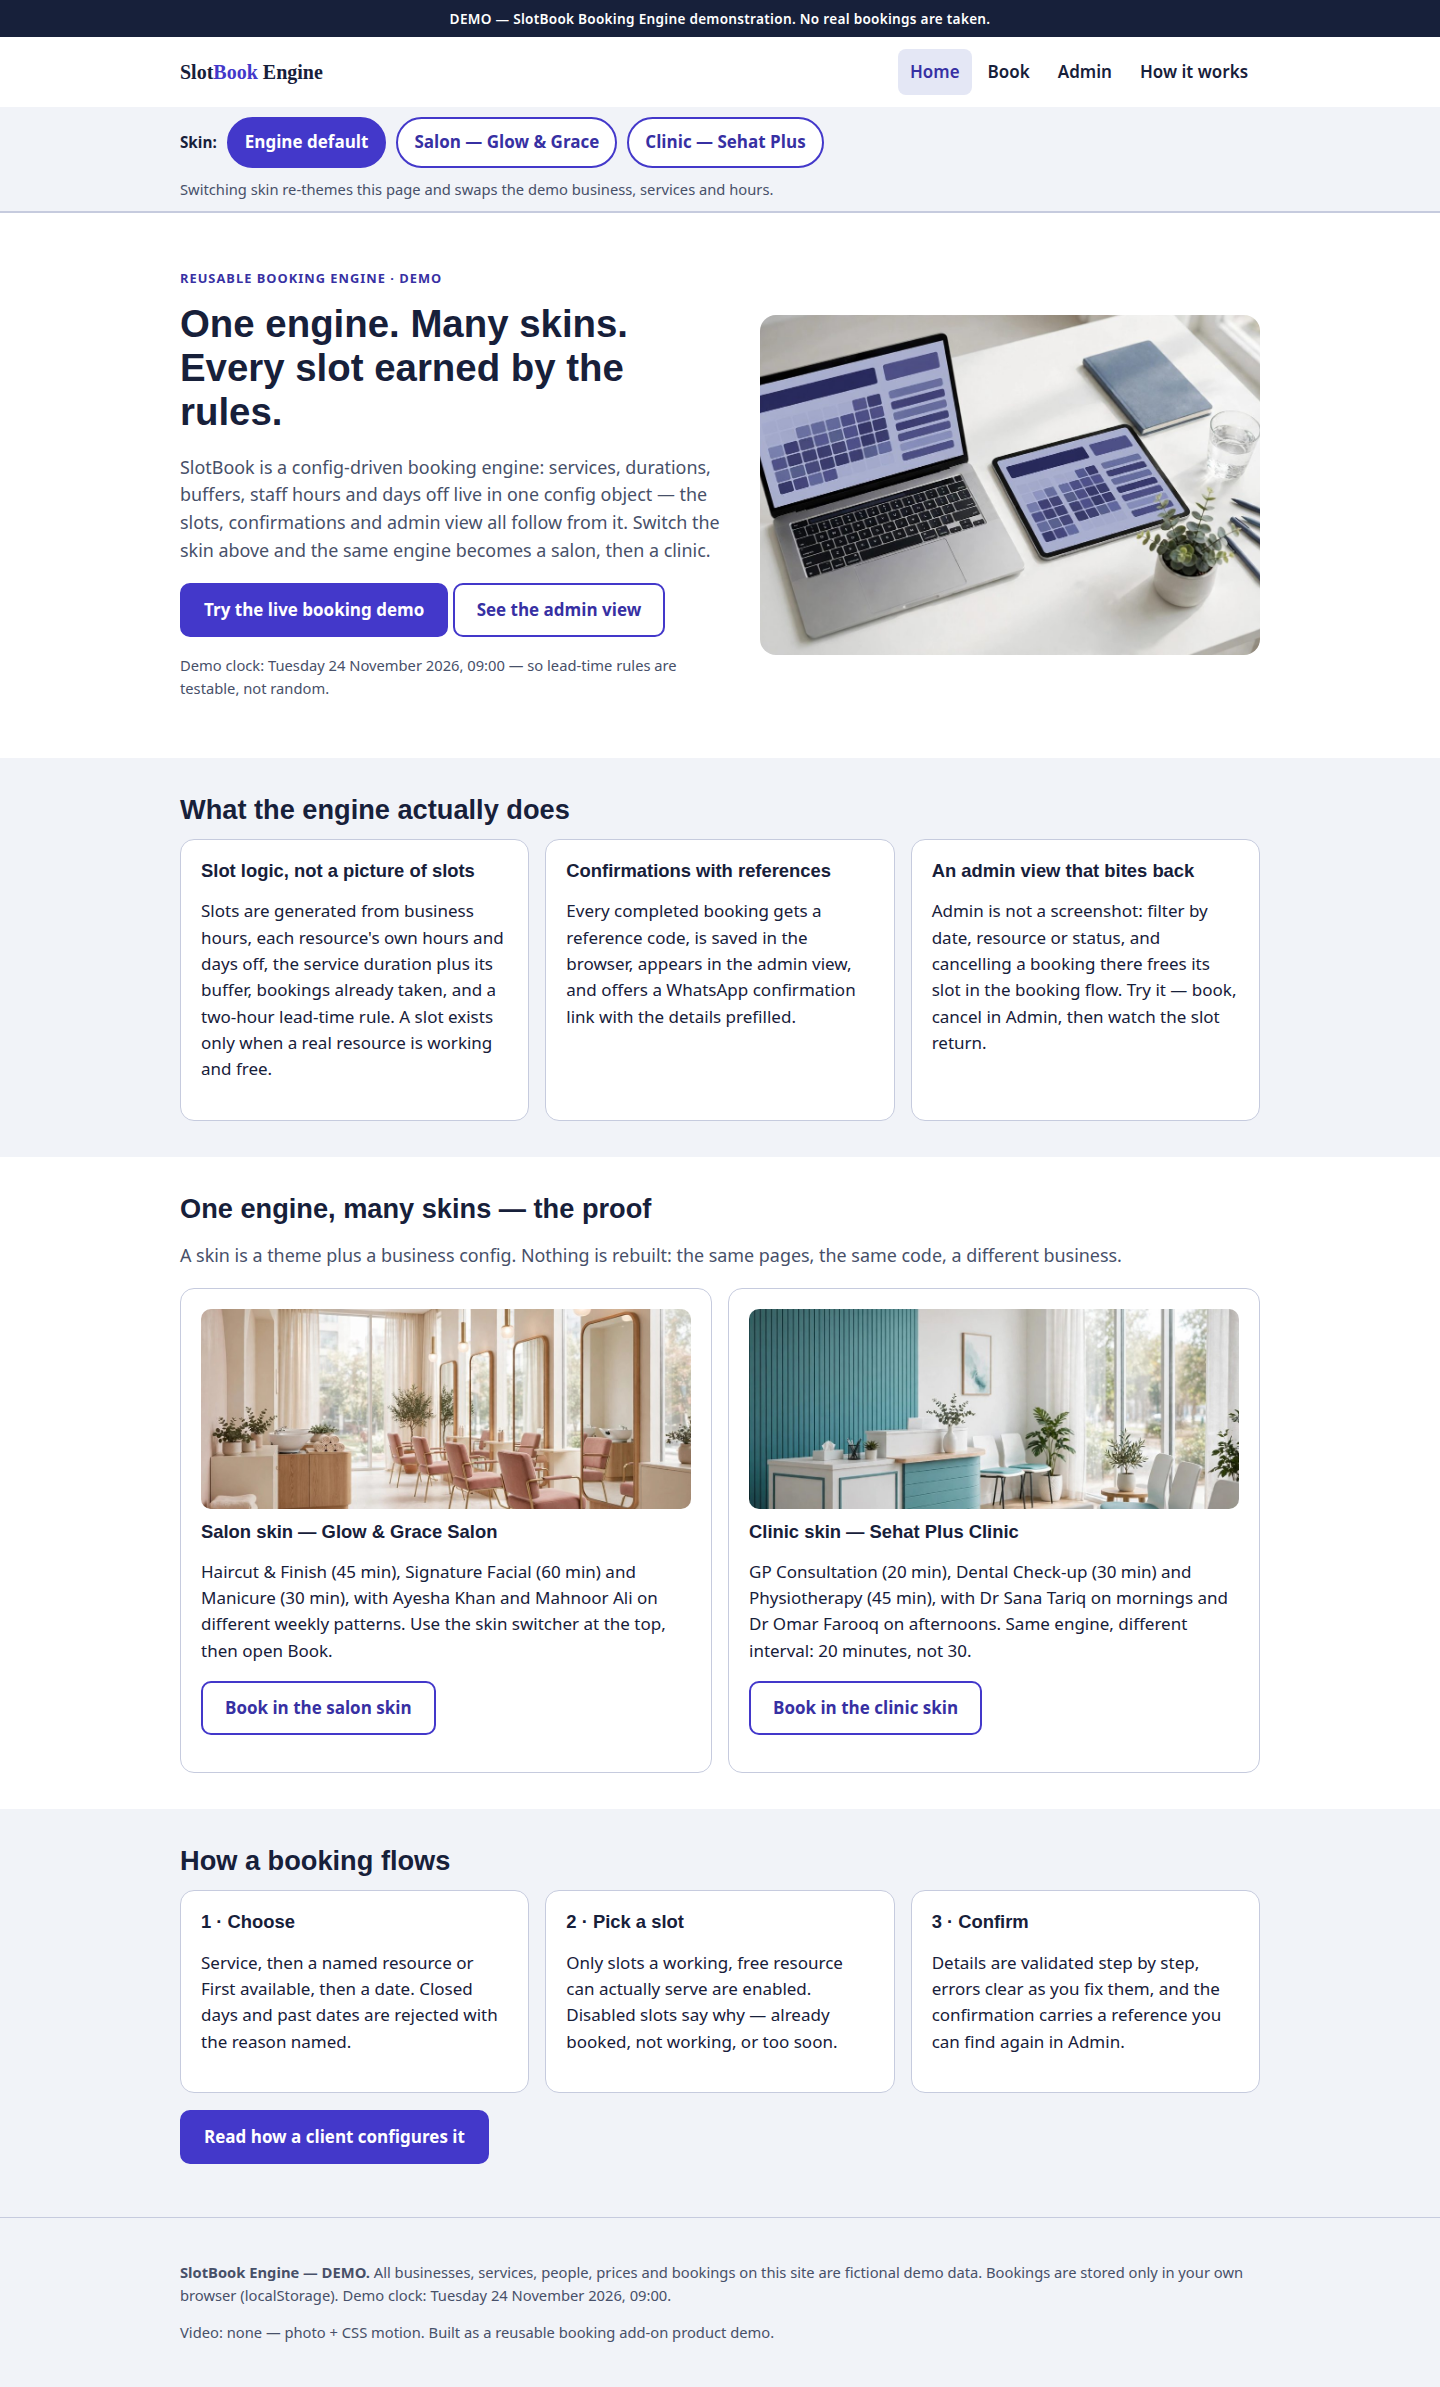 DEMO — SlotBook Booking Engine demonstration. No real bookings are taken.
SlotBook Engine
Home
Book
Admin
How it works
Skin:
Engine default
Salon — Glow & Grace
Clinic — Sehat Plus
Switching skin re-themes this page and swaps the demo business, services and hours.
REUSABLE BOOKING ENGINE · DEMO
One engine. Many skins.
Every slot earned by the
rules.
SlotBook is a config-driven booking engine: services, durations,
buffers, staff hours and days off live in one config object — the
slots, confirmations and admin view all follow from it. Switch the
skin above and the same engine becomes a salon, then a clinic.
Try the live booking demo
See the admin view
Demo clock: Tuesday 24 November 2026, 09:00 — so lead-time rules are
testable, not random.
What the engine actually does
Slot logic, not a picture of slots
Slots are generated from business
hours, each resource's own hours and
days off, the service duration plus its
buffer, bookings already taken, and a
two-hour lead-time rule. A slot exists
only when a real resource is working
and free.
Confirmations with references
Every completed booking gets a
reference code, is saved in the
browser, appears in the admin view,
and offers a WhatsApp confirmation
link with the details prefilled.
An admin view that bites back
Admin is not a screenshot: filter by
date, resource or status, and
cancelling a booking there frees its
slot in the booking flow. Try it — book,
cancel in Admin, then watch the slot
return.
One engine, many skins — the proof
A skin is a theme plus a business config. Nothing is rebuilt: the same pages, the same code, a different business.
Salon skin — Glow & Grace Salon
Haircut & Finish (45 min), Signature Facial (60 min) and
Manicure (30 min), with Ayesha Khan and Mahnoor Ali on
different weekly patterns. Use the skin switcher at the top,
then open Book.
Book in the salon skin
Clinic skin — Sehat Plus Clinic
GP Consultation (20 min), Dental Check-up (30 min) and
Physiotherapy (45 min), with Dr Sana Tariq on mornings and
Dr Omar Farooq on afternoons. Same engine, different
interval: 20 minutes, not 30.
Book in the clinic skin
How a booking flows
1 · Choose
Service, then a named resource or
First available, then a date. Closed
days and past dates are rejected with
the reason named.
2 · Pick a slot
Only slots a working, free resource
can actually serve are enabled.
Disabled slots say why — already
booked, not working, or too soon.
3 · Confirm
Details are validated step by step,
errors clear as you fix them, and the
confirmation carries a reference you
can find again in Admin.
Read how a client configures it
SlotBook Engine — DEMO. All businesses, services, people, prices and bookings on this site are fictional demo data. Bookings are stored only in your own
browser (localStorage). Demo clock: Tuesday 24 November 2026, 09:00.
Video: none — photo + CSS motion. Built as a reusable booking add-on product demo.